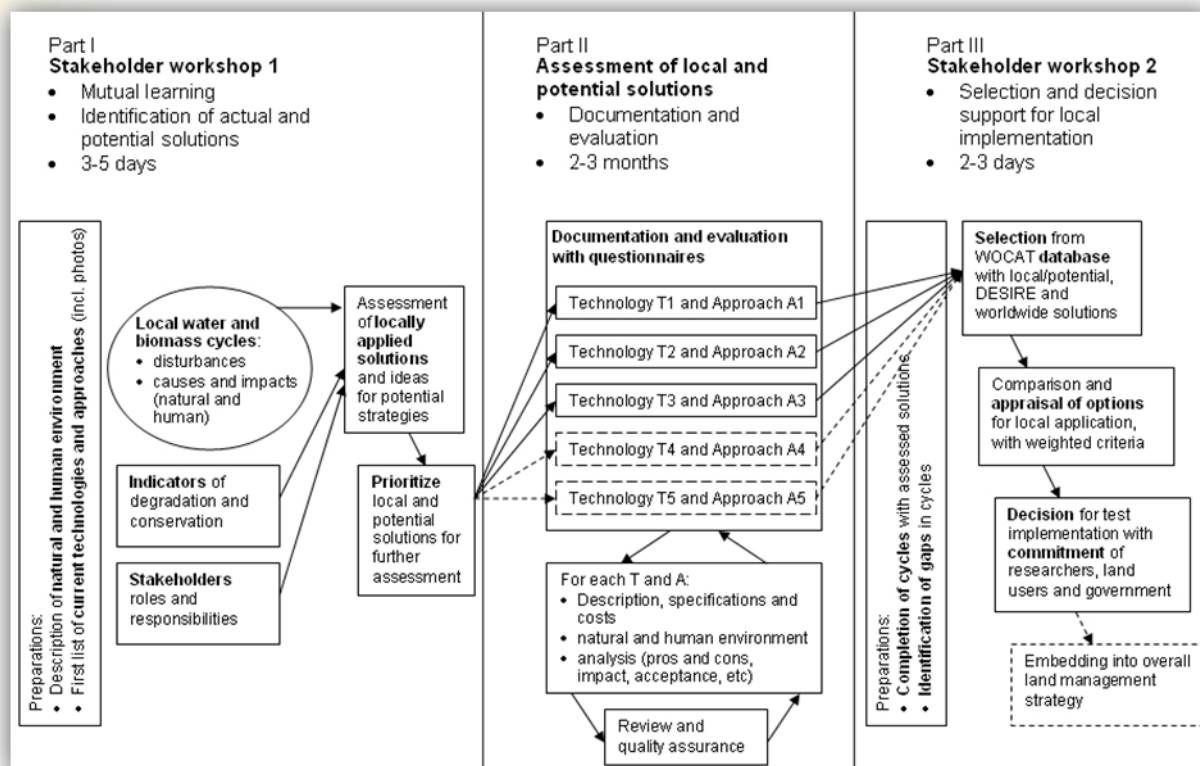 Part I
Stakeholder workshop 1
• Mutual learning
• Identification of actual and
potential solutions
• 3-5 days
Preparations:
• Description of natural and human environment
• First list of current technologies and approaches (incl. photos)
Local water and
biomass cycles:
• disturbances
• causes and impacts
(natural and
human)
Indicators of
degradation and
conservation
Stakeholders
roles and
responsibilities
Assessment
of locally
applied
solutions
and ideas
for potential
strategies
Prioritize
local and
potential
solutions for
further
assessment
Part II
Assessment of local and
potential solutions
• Documentation and
evaluation
• 2-3 months
Documentation and evaluation
with questionnaires
Technology T1 and Approach A1
Technology T2 and Approach A2
Technology T3 and Approach A3
Technology T4 and Approach A4
Technology T5 and Approach A5
For each T and A:
• Description, specifications and
costs
• natural and human environment
• analysis (pros and cons,
impact, acceptance, etc)
Review and
quality assurance
Part III
Stakeholder workshop 2
• Selection and decision
support for local
implementation
• 2-3 days
Preparations:
• Completion of cycles with assessed solutions
• Identification of gaps in cycles
Selection from
WOCAT database
with local/potential,
DESIRE and
worldwide solutions
Comparison and
appraisal of options
for local application,
with weighted criteria
Decision for test
implementation with
commitment of
researchers, land
users and government
Embedding into overall
land management
strategy